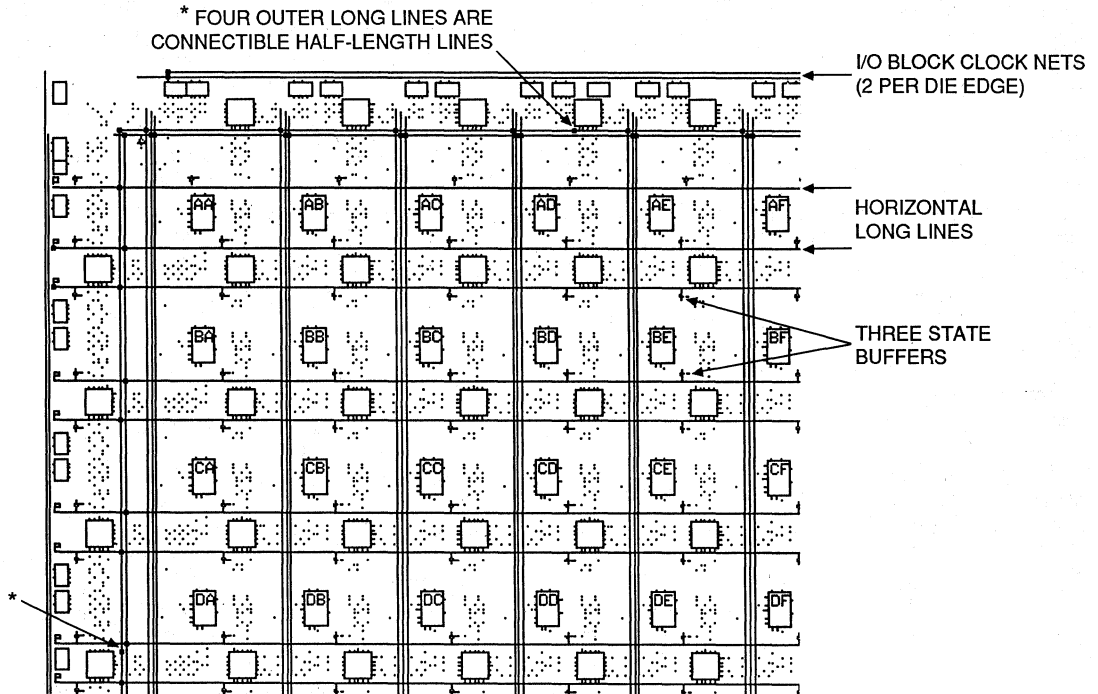 * FOUR OUTER LONG LINES ARE
CONNECTIBLE HALF-LENGTH LINES
I/O BLOCK CLOCK NETS
(2 PER DIE EDGE)
AA AB AC AD AE AF
HORIZONTAL
LONG LINES
BA BB BC BD BE BF
THREE STATE
BUFFERS
CA CB CC CD CE CF
DA DB DC DD DE DF
*